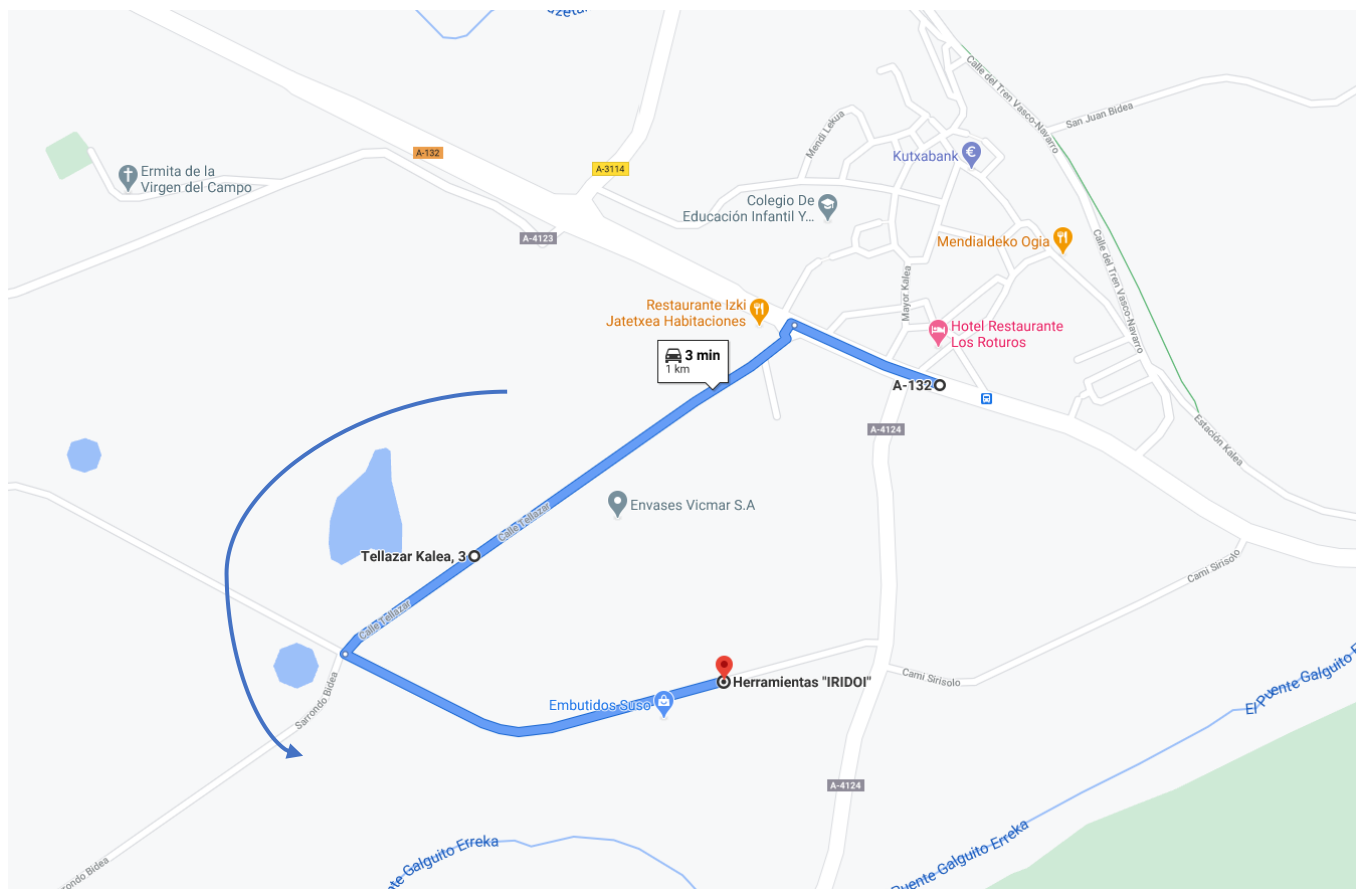 Calle del Tren Vasco-Navarro
San Juan Bidea
Mendi Lekua
A-132
Kutxabank
€
A-3114
Ermita de la
Virgen del Campo
Colegio De
Educación Infantil Y...
A-4123
Mendialdeko Ogia
Calle del Tren Vasco-Navarro
Mayor Kalea
Restaurante Izki
Jatetxea Habitaciones
Hotel Restaurante
Los Roturos
3 min
1 km
A-132
A-4124
Estación Kalea
Envases Vicmar S.A
Calle Tellazar
Tellazar Kalea, 3
Cami Sirisolo
Calle Tellazar
Cami Sirisolo
Herramientas "IRIDOI"
Embutidos Suso
Sarrondo Bidea
El Puente Galguito E
A-4124
nte Galguito Erreka
Puente Galguito Erreka
rrondo Bidea